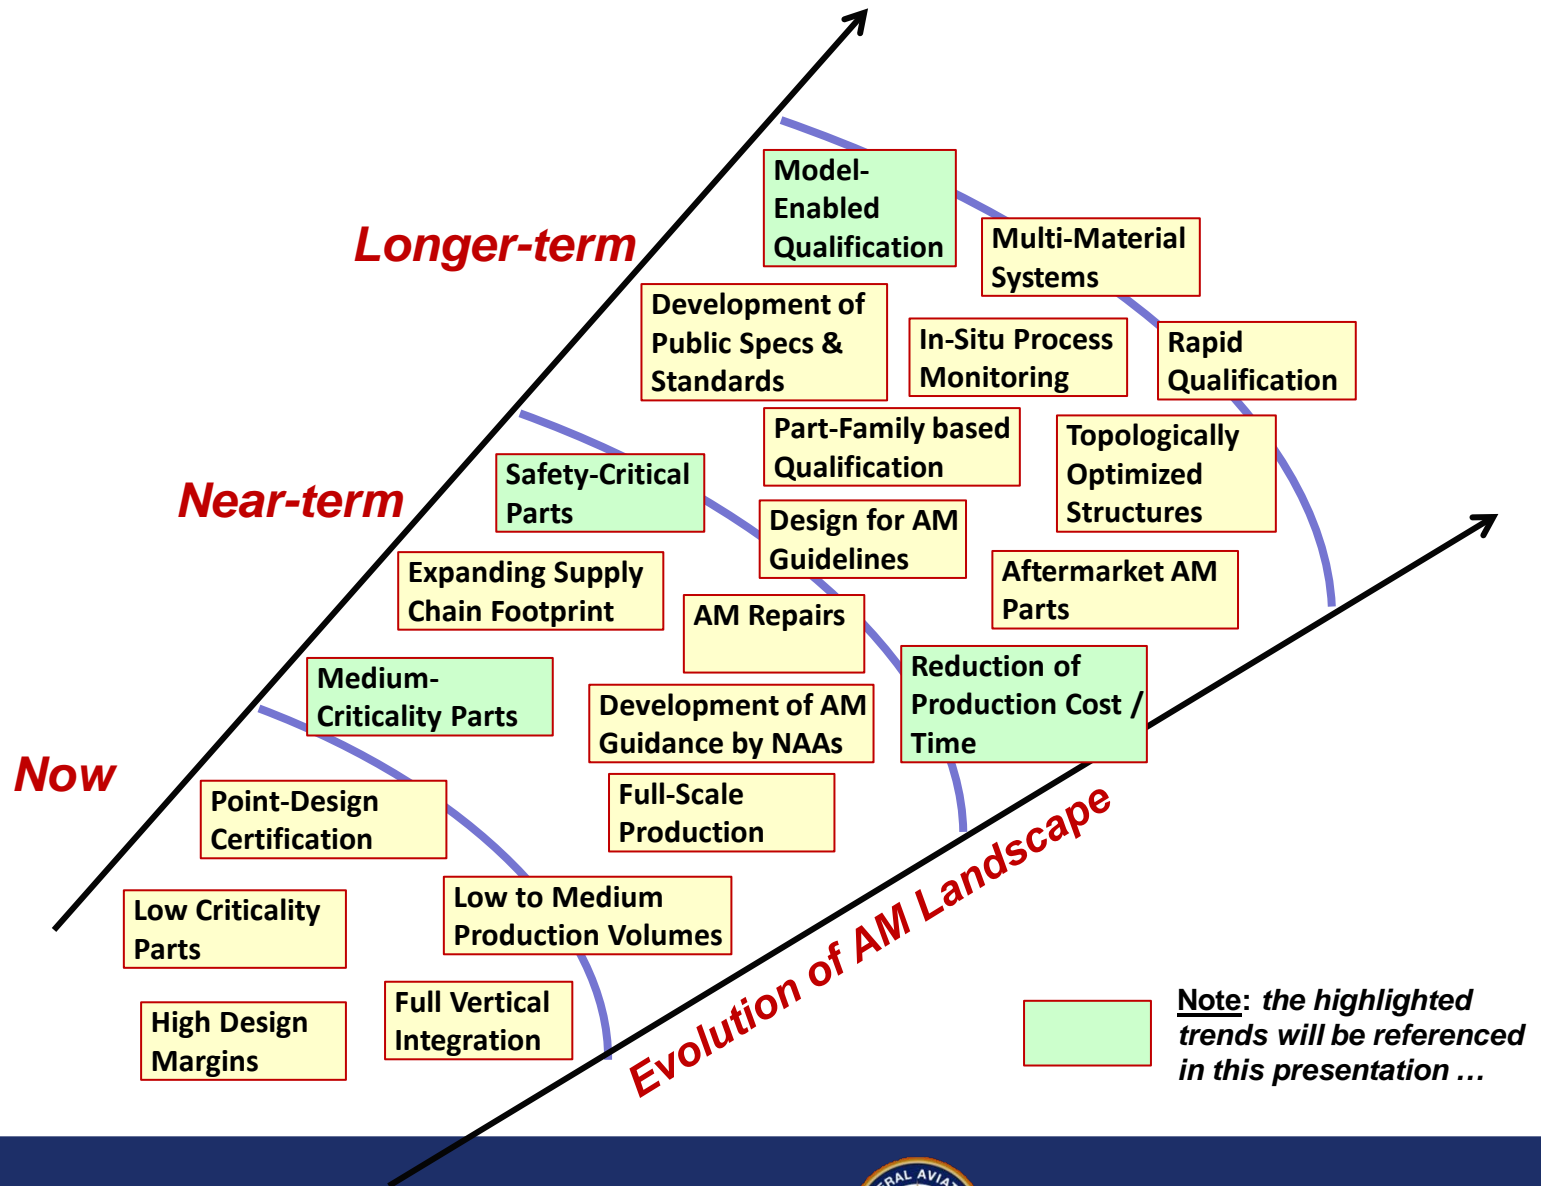 Longer-term
Model-
Enabled
Qualification
Multi-Material
Systems
Development of
Public Specs &
Standards
In-Situ Process
Monitoring
Rapid
Qualification
Part-Family based
Qualification
Topologically
Optimized
Structures
Near-term
Safety-Critical
Parts
Design for AM
Guidelines
Expanding Supply
Chain Footprint
AM Repairs
Aftermarket AM
Parts
Medium-
Criticality Parts
Development of AM
Guidance by NAAs
Reduction of
Production Cost /
Time
Now
Point-Design
Certification
Full-Scale
Production
Low Criticality
Parts
Low to Medium
Production Volumes
High Design
Margins
Full Vertical
Integration
Evolution of AM Landscape
Note: the highlighted
trends will be referenced
in this presentation …